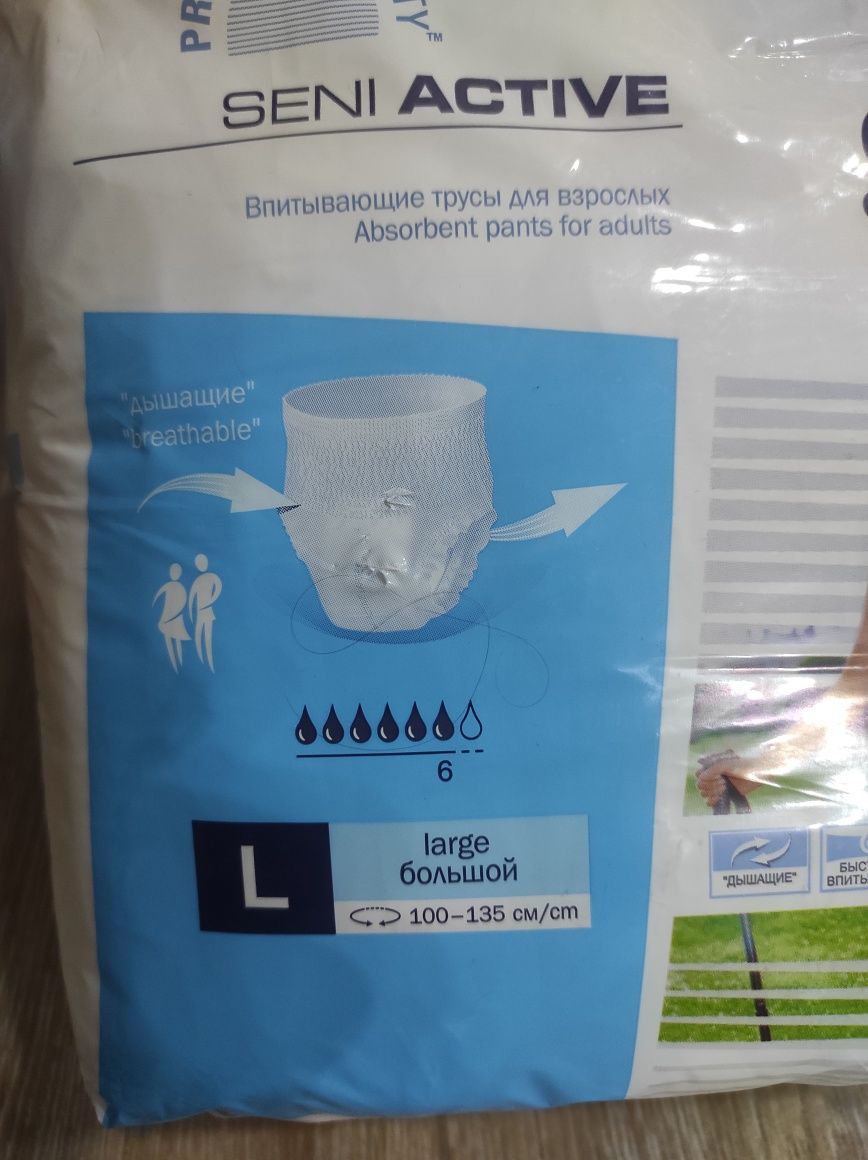 SENI ACTIVE
Впитывающие трусы для взрослых
Absorbent pants for adults
"дышащие"
"breathable"
6
L
large
большой
100–135 см/cm
"ДЫШАЩИЕ"